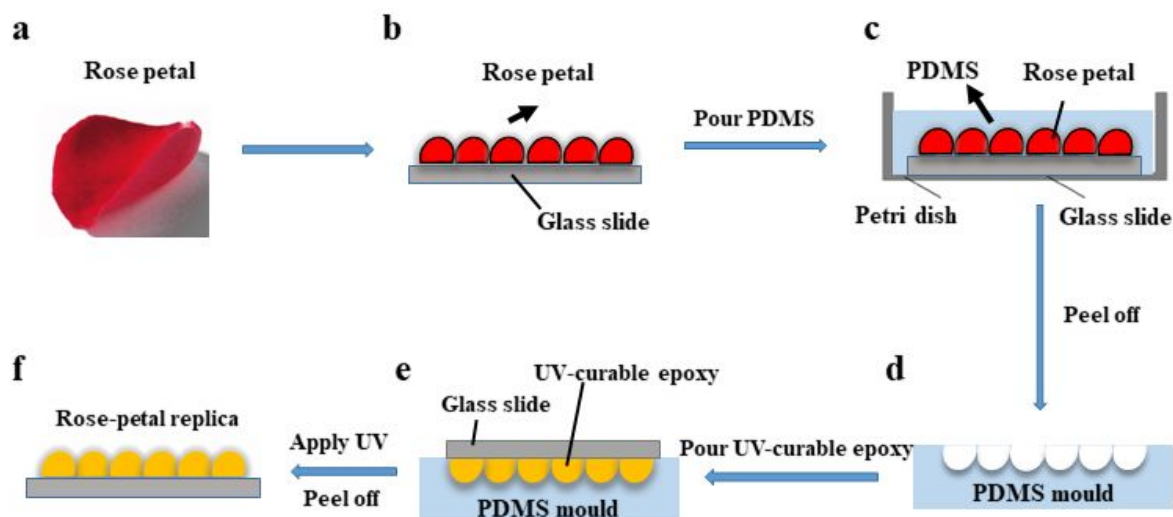 a
Rose petal
b
Rose petal
Glass slide
Pour PDMS
c
PDMS
Rose petal
Petri dish
Glass slide
Peel off
d
PDMS mould
Pour UV-curable epoxy
e
UV-curable epoxy
Glass slide
PDMS mould
Apply UV
Peel off
f
Rose-petal replica